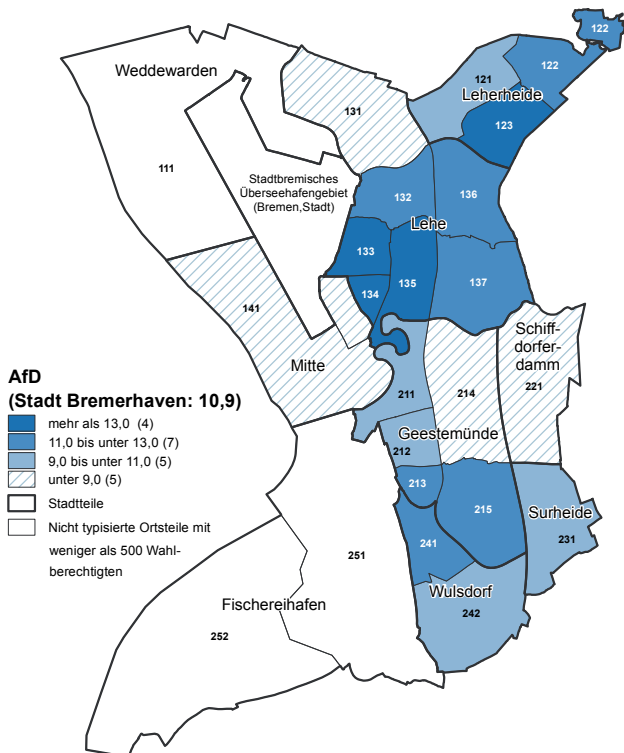 122
Weddewarden
121
122
Leherheide
131
123
111
Stadtbremisches
Überseehafengebiet
(Bremen,Stadt)
132
136
Lehe
133
135
137
134
141
Schiff-
dorfer-
damm
Mitte
221
AfD
(Stadt Bremerhaven: 10,9)
211
214
mehr als 13,0 (4)
11,0 bis unter 13,0 (7)
9,0 bis unter 11,0 (5)
unter 9,0 (5)
Stadtteile
Nicht typisierte Ortsteile mit
weniger als 500 Wahl-
berechtigten
Geestemünde
212
213
215
Surheide
231
241
251
Wulsdorf
242
Fischereihafen
252